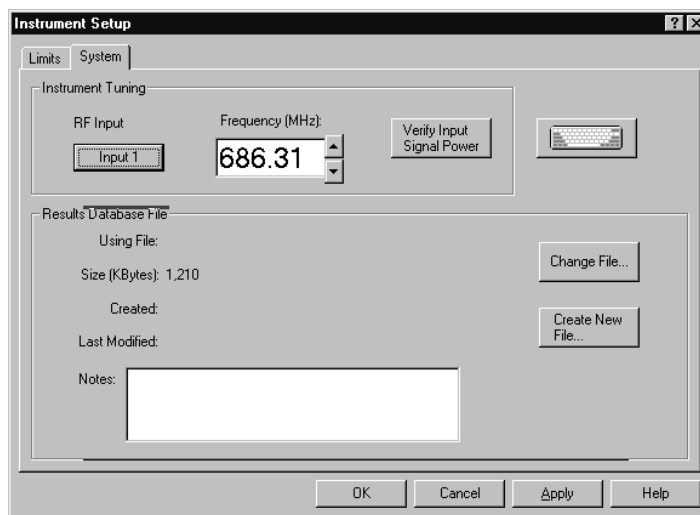 Instrument Setup
Limits
System
Instrument Tuning
RF Input
Frequency (MHz):
Input 1
686.31
Verify Input
Signal Power
Results Database File
Using File:
Size (KBytes): 1,210
Created:
Last Modified:
Notes:
Change File...
Create New
File...
OK
Cancel
Apply
Help